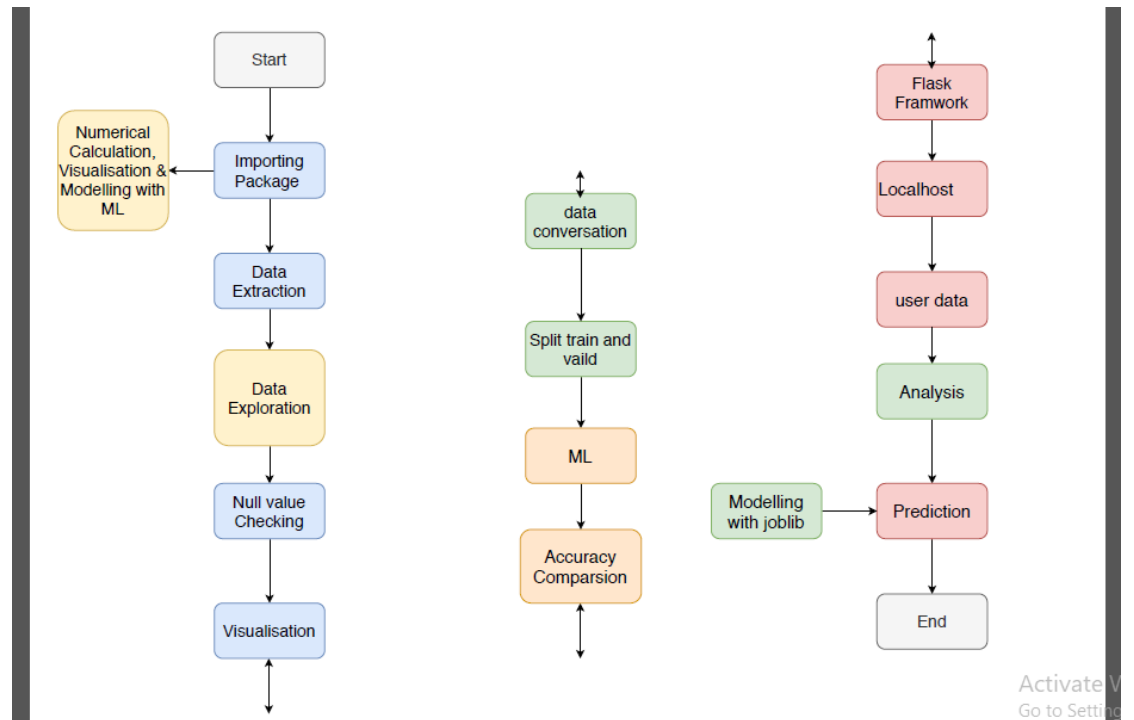 Start
Numerical
Calculation,
Visualisation &
Modelling with
ML
Importing
Package
Data
Extraction
Data
Exploration
Null value
Checking
Visualisation
data
conversation
Split train and
vaild
ML
Accuracy
Comparsion
Flask
Framwork
Localhost
user data
Analysis
Modelling
with joblib
Prediction
End
Activate
Go to Setting